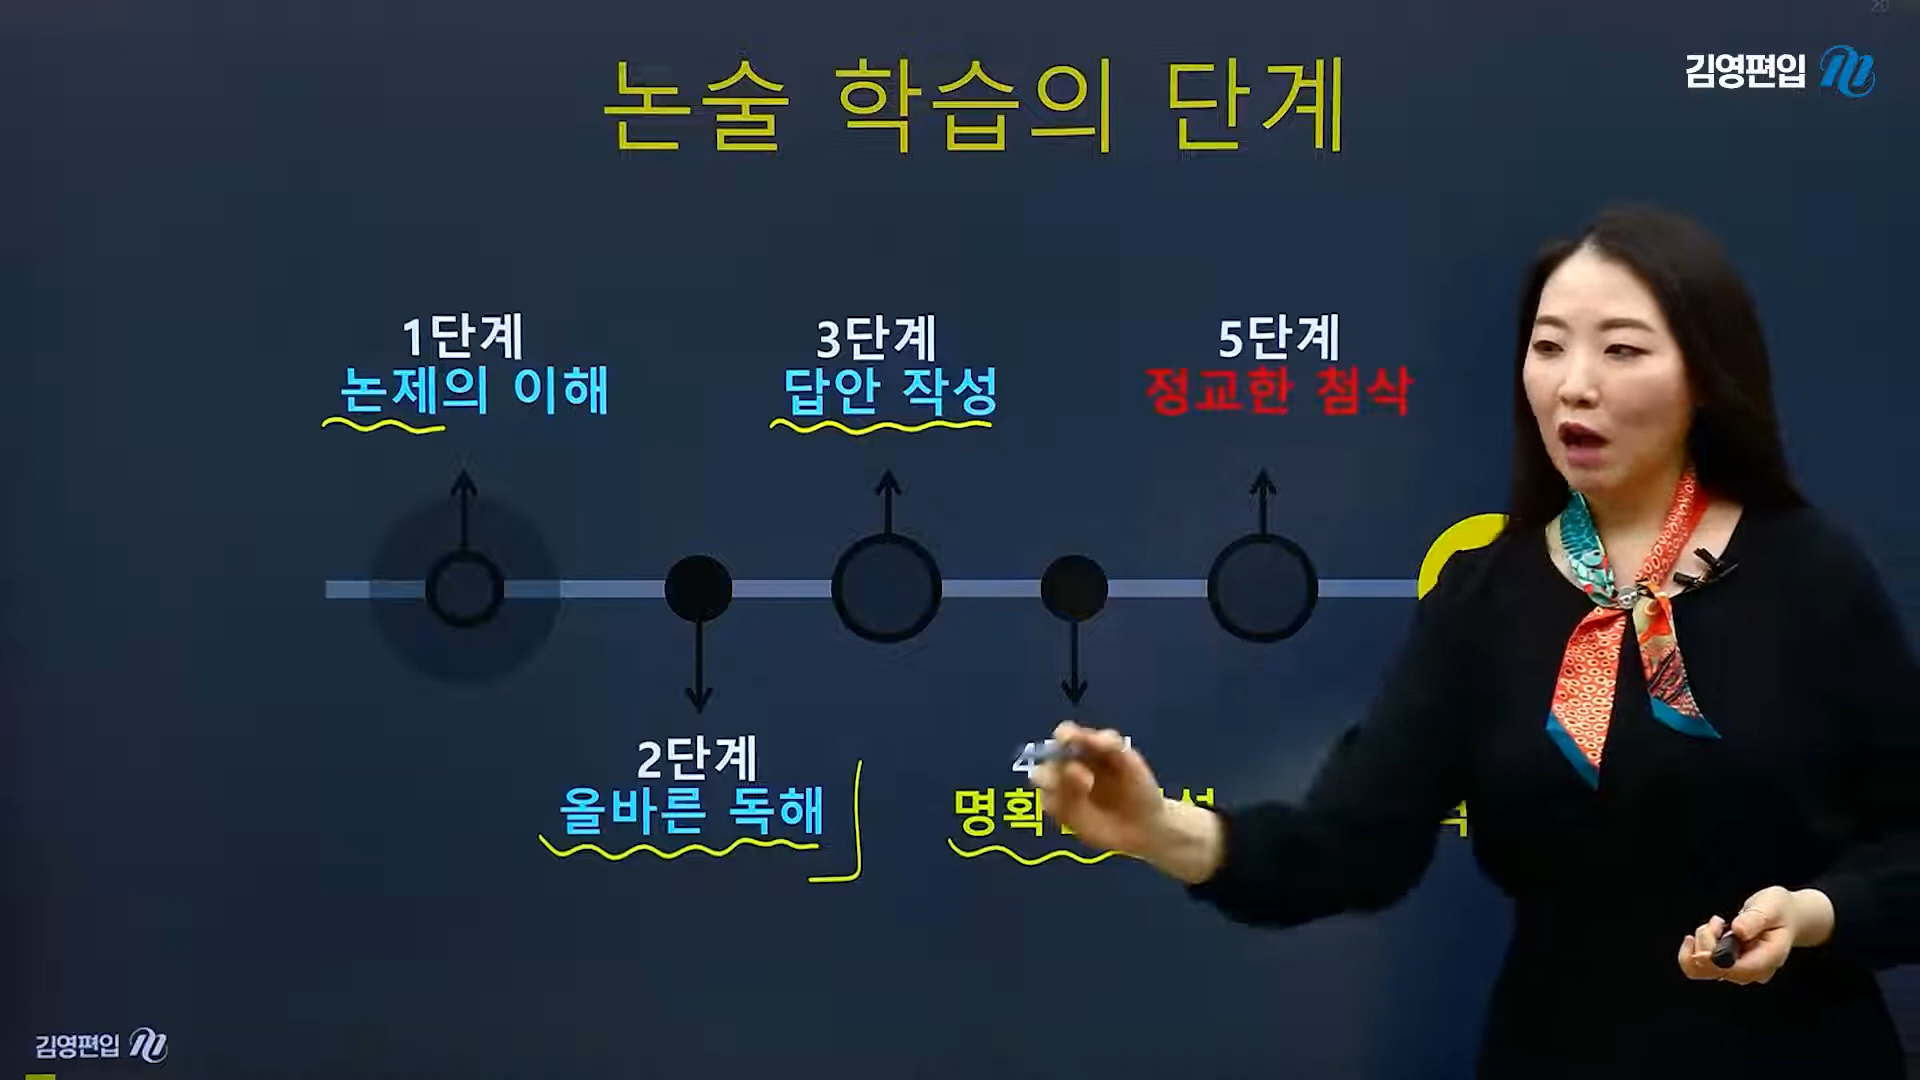 김영편입
논술 학습의 단계
1단계
논제의 이해
3단계
답안 작성
5단계
정교한 첨삭
2단계
올바른 독해
김영편입